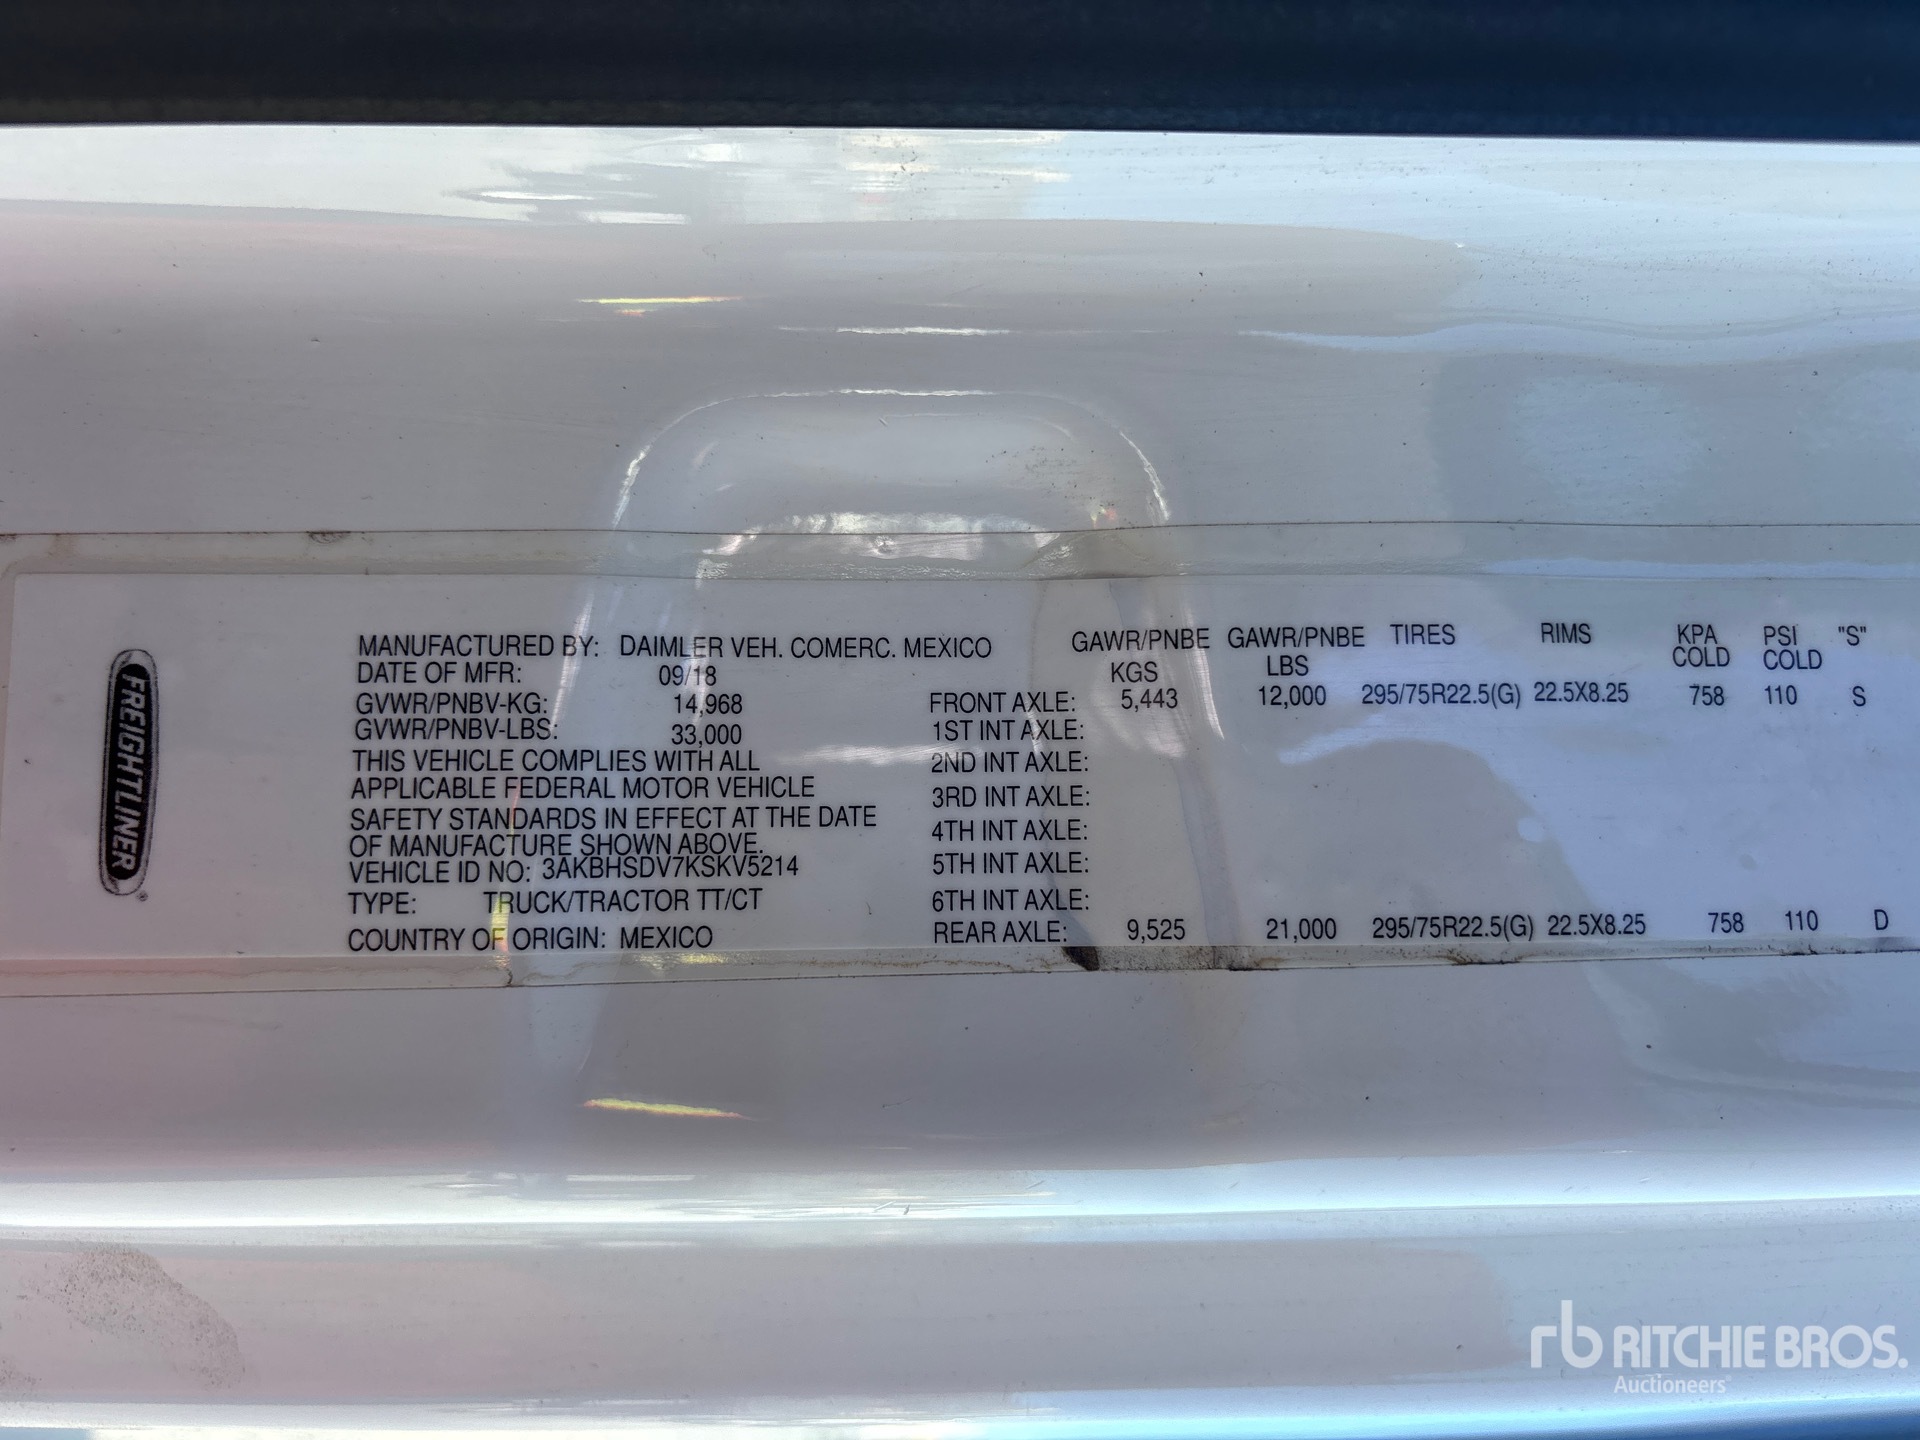 FREIGHTLINER®
MANUFACTURED BY: DAIMLER VEH. COMERC. MEXICO
DATE OF MFR: 09/18
GVWR/PNBV-KG: 14,968
GVWR/PNBV-LBS: 33,000
THIS VEHICLE COMPLIES WITH ALL
APPLICABLE FEDERAL MOTOR VEHICLE
SAFETY STANDARDS IN EFFECT AT THE DATE
OF MANUFACTURE SHOWN ABOVE.
VEHICLE ID NO: 3AKBHSDV7KSKV5214
TYPE: TRUCK/TRACTOR TT/CT
COUNTRY OF ORIGIN: MEXICO
GAWR/PNBE GAWR/PNBE TIRES RIMS KPA PSI "S"
KGS LBS COLD COLD
FRONT AXLE: 5,443 12,000 295/75R22.5(G) 22.5X8.25 758 110 S
1ST INT AXLE:
2ND INT AXLE:
3RD INT AXLE:
4TH INT AXLE:
5TH INT AXLE:
6TH INT AXLE:
REAR AXLE: 9,525 21,000 295/75R22.5(G) 22.5X8.25 758 110 D
rb RITCHIE BROS.
Auctioneers